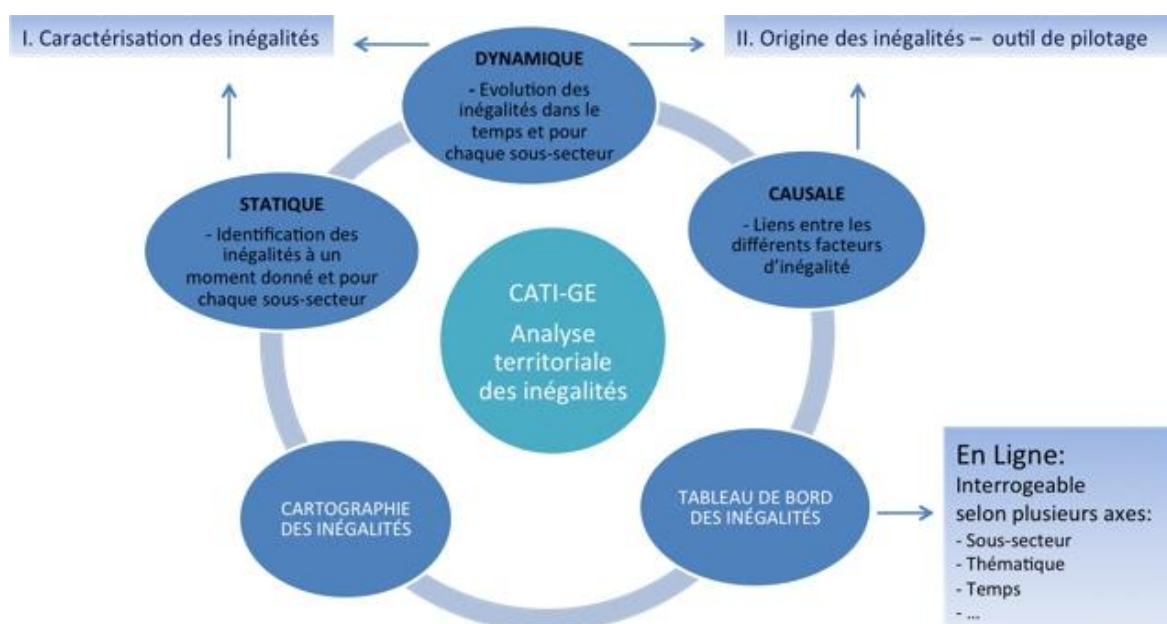 I. Caractérisation des inégalités
II. Origine des inégalités – outil de pilotage
DYNAMIQUE
- Evolution des
inégalités dans le
temps et pour
chaque sous-secteur
STATIQUE
- Identification des
inégalités à un
moment donné et pour
chaque sous-secteur
CAUSALE
- Liens entre les
différents facteurs
d'inégalité
CATI-GE
Analyse
territoriale
des inégalités
CARTOGRAPHIE
DES INÉGALITÉS
TABLEAU DE BORD
DES INÉGALITÉS
En Ligne:
Interrogeable
selon plusieurs axes:
- Sous-secteur
- Thématique
- Temps
- ...